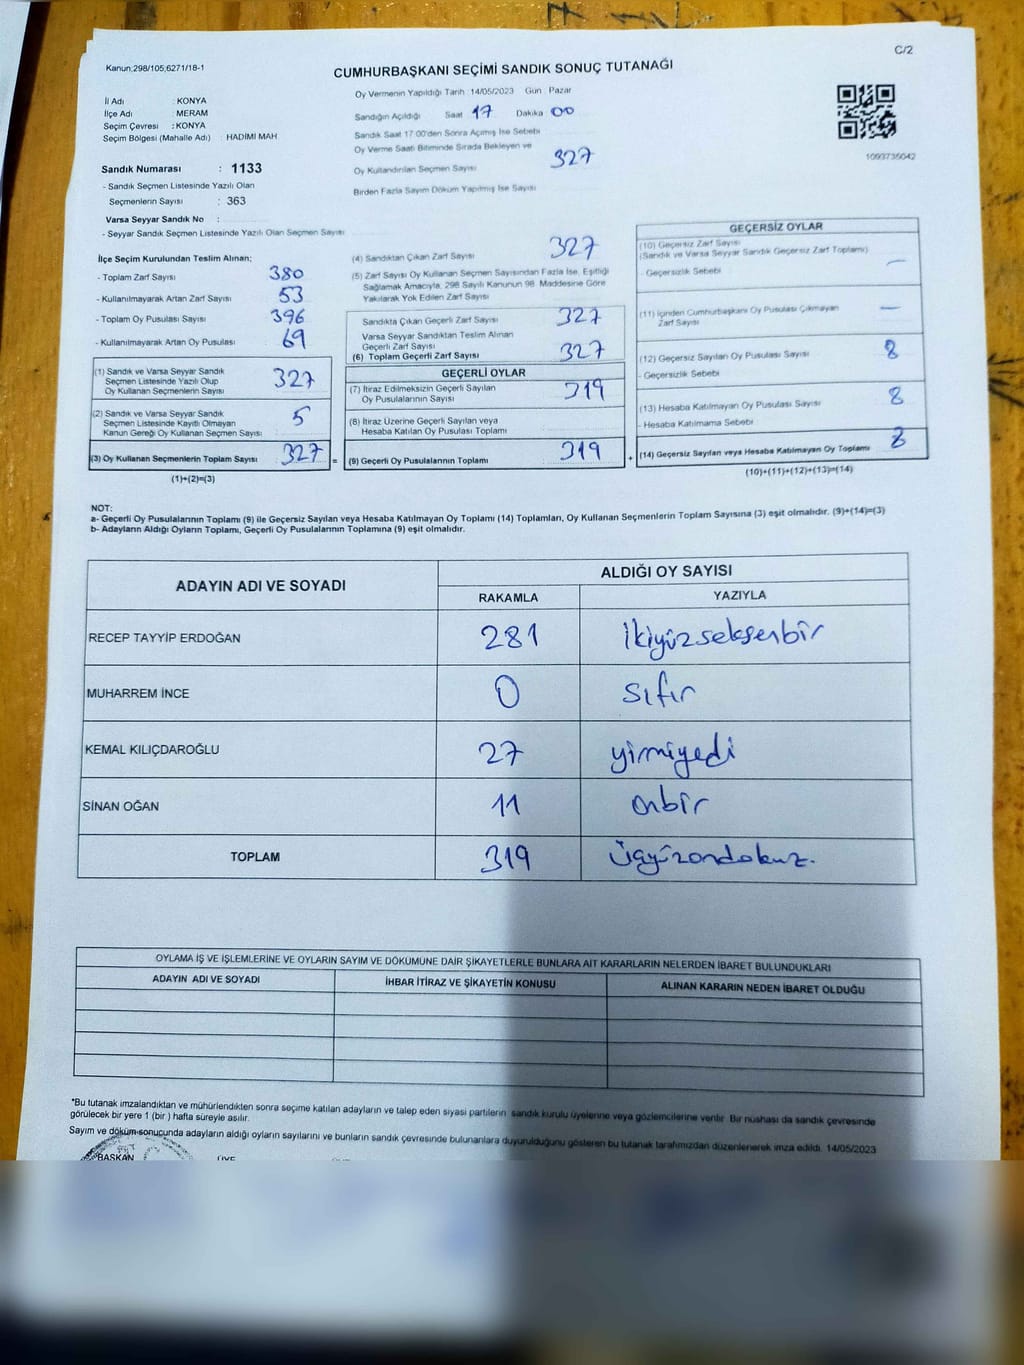 C/2
Kanun;298/105;6271/18-1
CUMHURBAŞKANI SEÇİMİ SANDIK SONUÇ TUTANAĞI
İl Adı : KONYA
İlçe Adı : MERAM
Seçim Çevresi : KONYA
Seçim Bölgesi (Mahalle Adı) : HADİMİ MAH
Sandık Numarası : 1133
- Sandık Seçmen Listesinde Yazılı Olan
Seçmenlerin Sayısı : 363
Varsa Seyyar Sandık No :
- Seyyar Sandık Seçmen Listesinde Yazılı Olan Seçmen Sayısı
Oy Vermenin Yapıldığı Tarih :14/05/2023 Gün : Pazar
Sandığın Açıldığı Saat 17 Dakika 00
Sandık Saat 17:00'den Sonra Açılmış İse Sebebi
Oy Verme Saati Bitiminde Sırada Bekleyen ve
Oy Kullandırılan Seçmen Sayısı 327
Birden Fazla Sayım Döküm Yapılmış İse Sayısı
1093735042
İlçe Seçim Kurulundan Teslim Alınan;
- Toplam Zarf Sayısı 380
- Kullanılmayarak Artan Zarf Sayısı 53
- Toplam Oy Pusulası Sayısı 396
- Kullanılmayarak Artan Oy Pusulası 69
(1) Sandık ve Varsa Seyyar Sandık
Seçmen Listesinde Yazılı Olup
Oy Kullanan Seçmenlerin Sayısı 327
(2) Sandık ve Varsa Seyyar Sandık
Seçmen Listesinde Kayıtlı Olmayan
Kanun Gereği Oy Kullanan Seçmen Sayısı 5
(3) Oy Kullanan Seçmenlerin Toplam Sayısı 327 =
(1)+(2)=(3)
(4) Sandıktan Çıkan Zarf Sayısı 327
(5) Zarf Sayısı Oy Kullanan Seçmen Sayısından Fazla İse, Eşitliği
Sağlamak Amacıyla, 298 Sayılı Kanunun 98. Maddesine Göre
Yakılarak Yok Edilen Zarf Sayısı
Sandıkta Çıkan Geçerli Zarf Sayısı 327
Varsa Seyyar Sandıktan Teslim Alınan
Geçerli Zarf Sayısı
(6) Toplam Geçerli Zarf Sayısı 327
GEÇERLİ OYLAR
(7) İtiraz Edilmeksizin Geçerli Sayılan
Oy Pusulalarının Sayısı 319
(8) İtiraz Üzerine Geçerli Sayılan veya
Hesaba Katılan Oy Pusulası Toplamı
(9) Geçerli Oy Pusulalarının Toplamı 319 +
GEÇERSİZ OYLAR
(10) Geçersiz Zarf Sayısı
(Sandık ve Varsa Seyyar Sandık Geçersiz Zarf Toplamı) —
- Geçersizlik Sebebi
(11) İçinden Cumhurbaşkanı Oy Pusulası Çıkmayan
Zarf Sayısı —
(12) Geçersiz Sayılan Oy Pusulası Sayısı 8
- Geçersizlik Sebebi
(13) Hesaba Katılmayan Oy Pusulası Sayısı 8
- Hesaba Katılmama Sebebi
(14) Geçersiz Sayılan veya Hesaba Katılmayan Oy Toplamı 8
(10)+(11)+(12)+(13)=(14)
NOT:
a- Geçerli Oy Pusulalarının Toplamı (9) ile Geçersiz Sayılan veya Hesaba Katılmayan Oy Toplamı (14) Toplamları, Oy Kullanan Seçmenlerin Toplam Sayısına (3) eşit olmalıdır. (9)+(14)=(3)
b- Adayların Aldığı Oyların Toplamı, Geçerli Oy Pusulalarının Toplamına (9) eşit olmalıdır.
ADAYIN ADI VE SOYADI ALDIĞI OY SAYISI
RAKAMLA YAZIYLA
RECEP TAYYİP ERDOĞAN 281 ikiyüzseksenbir
MUHARREM İNCE 0 sıfır
KEMAL KILIÇDAROĞLU 27 yirmiyedi
SİNAN OĞAN 11 onbir
TOPLAM 319 üçyüzondokuz.
OYLAMA İŞ VE İŞLEMLERİNE VE OYLARIN SAYIM VE DÖKÜMÜNE DAİR ŞİKAYETLERLE BUNLARA AİT KARARLARIN NELERDEN İBARET BULUNDUKLARI
ADAYIN ADI VE SOYADI İHBAR İTİRAZ VE ŞİKAYETİN KONUSU ALINAN KARARIN NEDEN İBARET OLDUĞU
*Bu tutanak imzalandıktan ve mühürlendikten sonra seçime katılan adayların ve talep eden siyasi partilerin sandık kurulu üyelerine veya gözlemcilerine verilir. Bir nüshası da sandık çevresinde
görülecek bir yere 1 (bir) hafta süreyle asılır.
Sayım ve döküm sonucunda adayların aldığı oyların sayılarını ve bunların sandık çevresinde bulunanlara duyurulduğunu gösteren bu tutanak tarafımızdan düzenlenerek imza edildi. 14/05/2023
BAŞKAN ÜYE